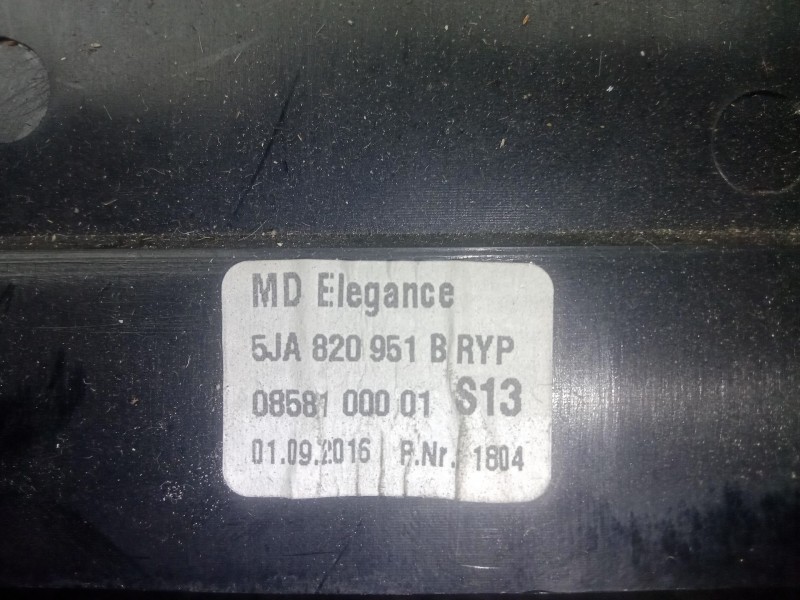 MD Elegance
5JA 820 951 B RYP
08581 000 01 S13
01.09.2016 P.Nr. 1804